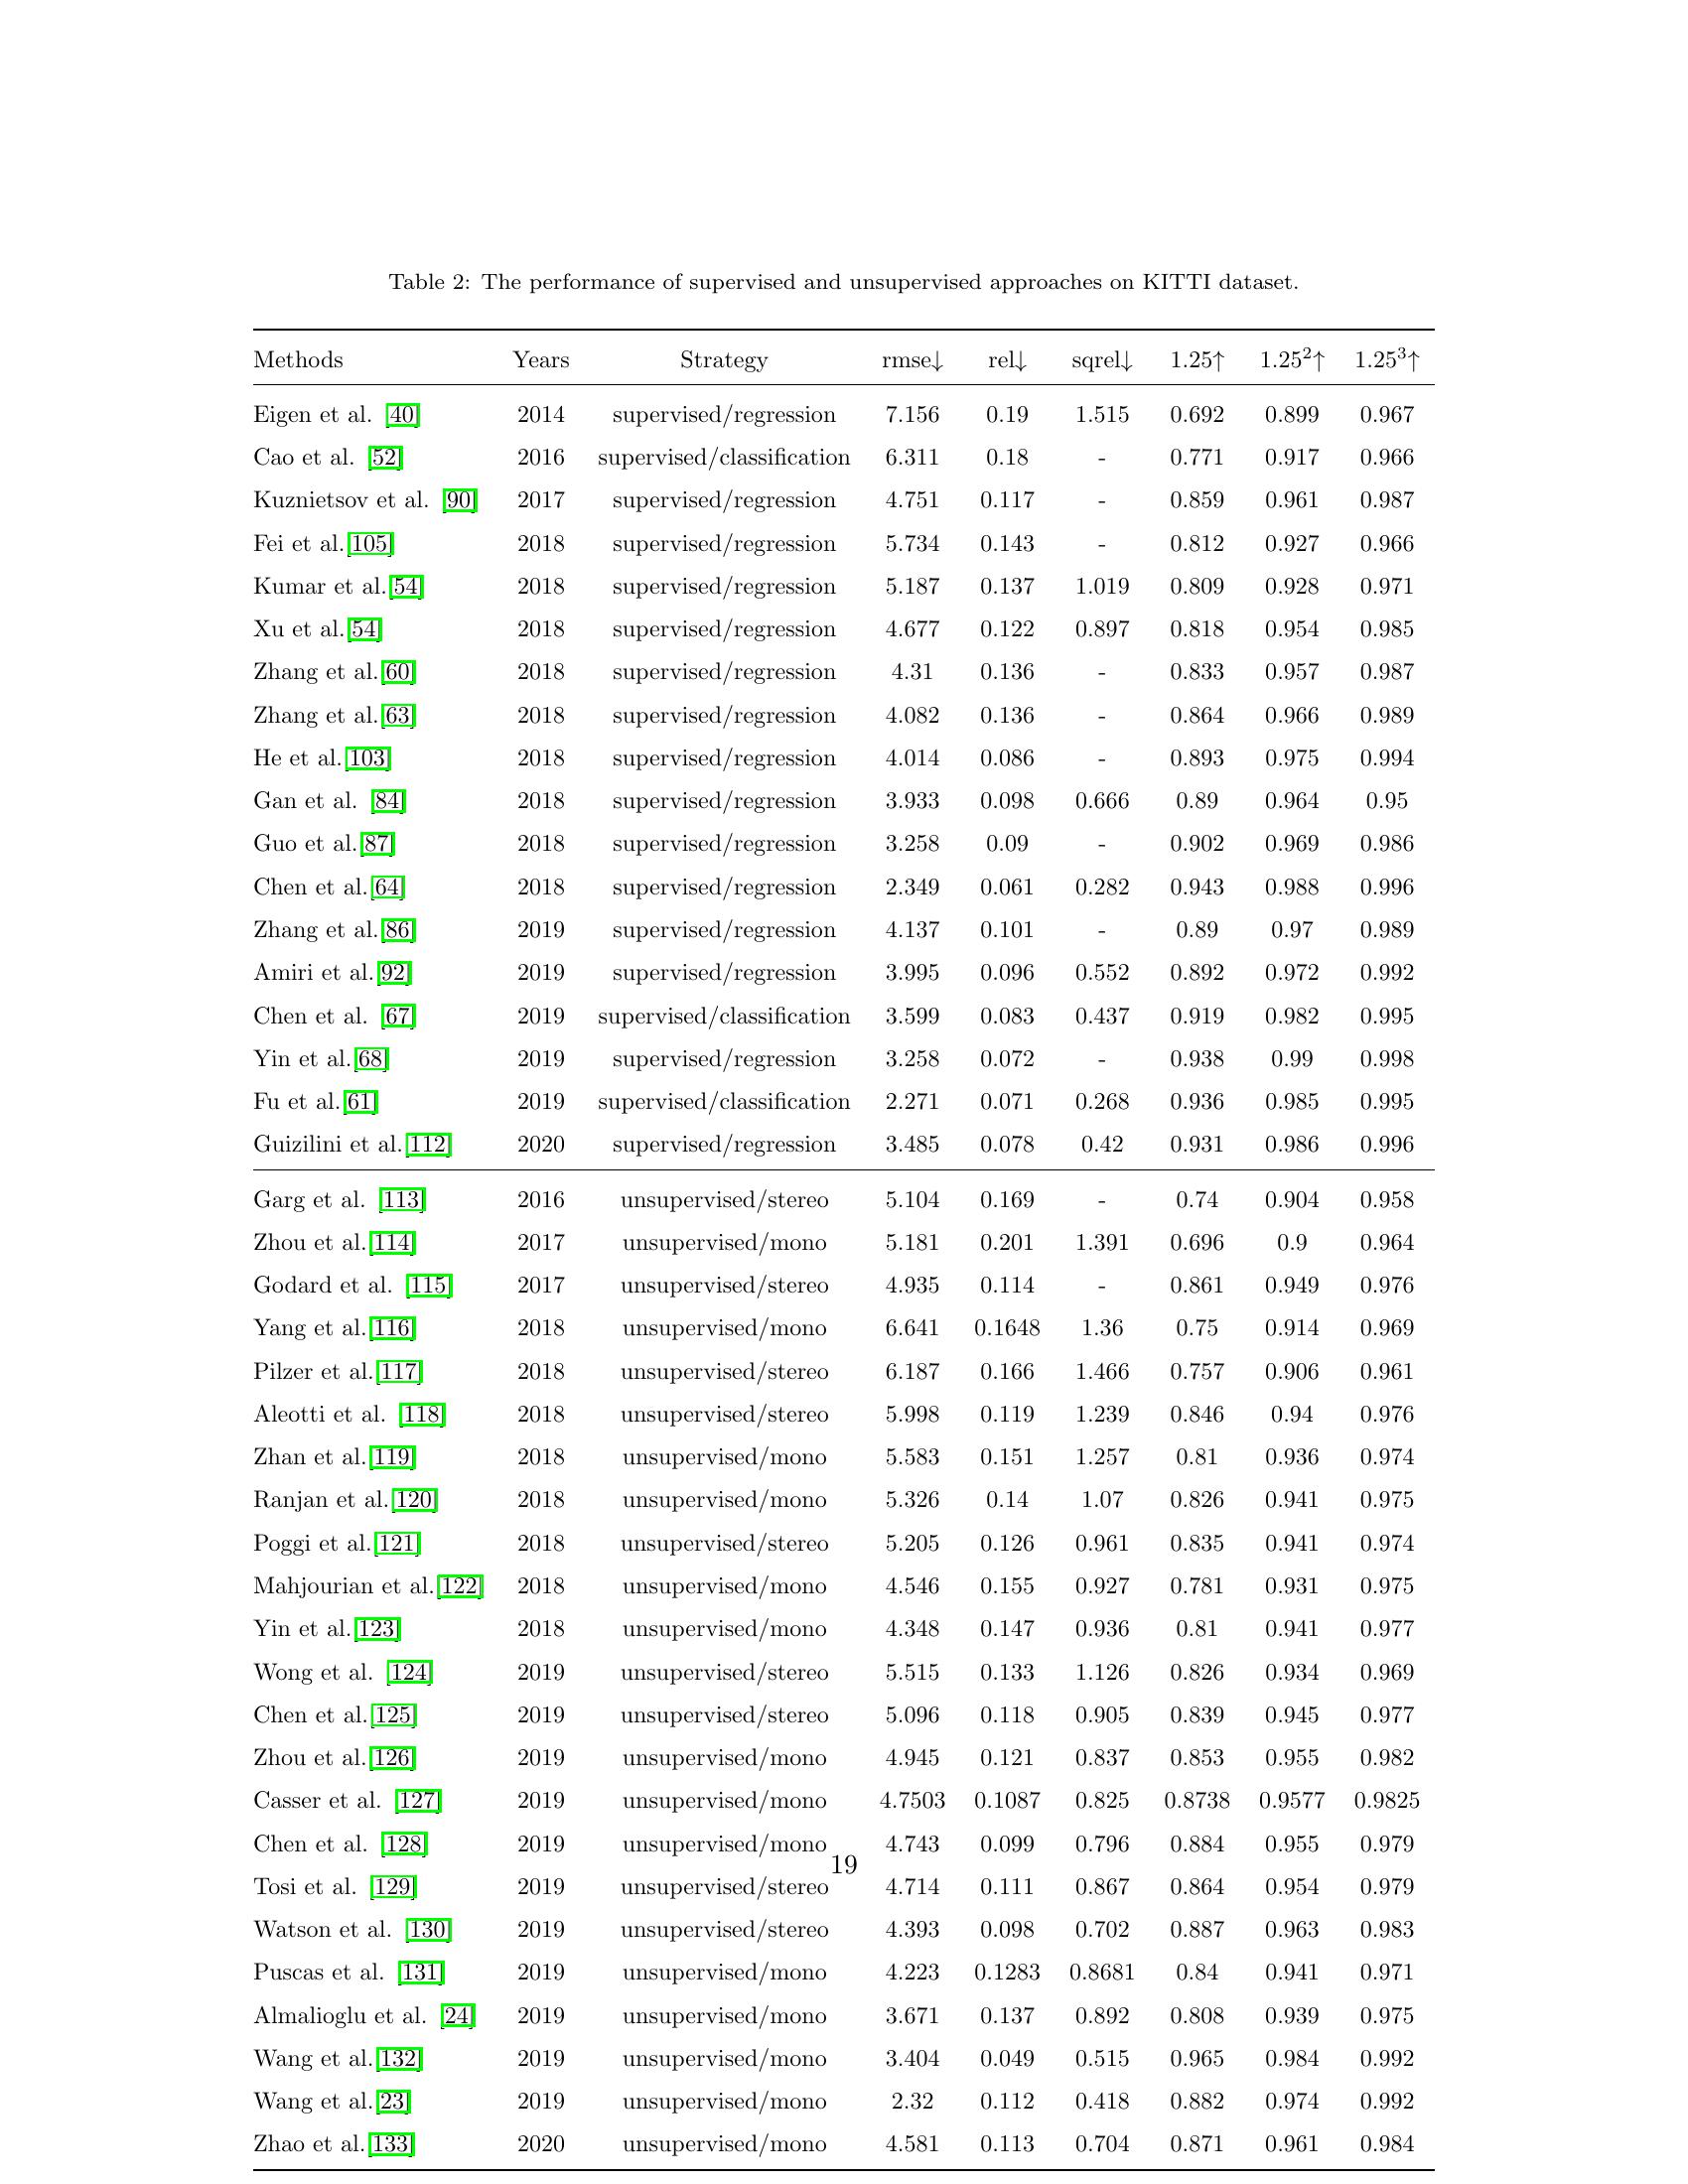 Table 2: The performance of supervised and unsupervised approaches on KITTI dataset.
Methods Years Strategy rmse↓ rel↓ sqrel↓ 1.25↑ 1.25²↑ 1.25³↑
Eigen et al. [40] 2014 supervised/regression 7.156 0.19 1.515 0.692 0.899 0.967
Cao et al. [52] 2016 supervised/classification 6.311 0.18 - 0.771 0.917 0.966
Kuznietsov et al. [90] 2017 supervised/regression 4.751 0.117 - 0.859 0.961 0.987
Fei et al.[105] 2018 supervised/regression 5.734 0.143 - 0.812 0.927 0.966
Kumar et al.[54] 2018 supervised/regression 5.187 0.137 1.019 0.809 0.928 0.971
Xu et al.[54] 2018 supervised/regression 4.677 0.122 0.897 0.818 0.954 0.985
Zhang et al.[60] 2018 supervised/regression 4.31 0.136 - 0.833 0.957 0.987
Zhang et al.[63] 2018 supervised/regression 4.082 0.136 - 0.864 0.966 0.989
He et al.[103] 2018 supervised/regression 4.014 0.086 - 0.893 0.975 0.994
Gan et al. [84] 2018 supervised/regression 3.933 0.098 0.666 0.89 0.964 0.95
Guo et al.[87] 2018 supervised/regression 3.258 0.09 - 0.902 0.969 0.986
Chen et al.[64] 2018 supervised/regression 2.349 0.061 0.282 0.943 0.988 0.996
Zhang et al.[86] 2019 supervised/regression 4.137 0.101 - 0.89 0.97 0.989
Amiri et al.[92] 2019 supervised/regression 3.995 0.096 0.552 0.892 0.972 0.992
Chen et al. [67] 2019 supervised/classification 3.599 0.083 0.437 0.919 0.982 0.995
Yin et al.[68] 2019 supervised/regression 3.258 0.072 - 0.938 0.99 0.998
Fu et al.[61] 2019 supervised/classification 2.271 0.071 0.268 0.936 0.985 0.995
Guizilini et al.[112] 2020 supervised/regression 3.485 0.078 0.42 0.931 0.986 0.996
Garg et al. [113] 2016 unsupervised/stereo 5.104 0.169 - 0.74 0.904 0.958
Zhou et al.[114] 2017 unsupervised/mono 5.181 0.201 1.391 0.696 0.9 0.964
Godard et al. [115] 2017 unsupervised/stereo 4.935 0.114 - 0.861 0.949 0.976
Yang et al.[116] 2018 unsupervised/mono 6.641 0.1648 1.36 0.75 0.914 0.969
Pilzer et al.[117] 2018 unsupervised/stereo 6.187 0.166 1.466 0.757 0.906 0.961
Aleotti et al. [118] 2018 unsupervised/stereo 5.998 0.119 1.239 0.846 0.94 0.976
Zhan et al.[119] 2018 unsupervised/mono 5.583 0.151 1.257 0.81 0.936 0.974
Ranjan et al.[120] 2018 unsupervised/mono 5.326 0.14 1.07 0.826 0.941 0.975
Poggi et al.[121] 2018 unsupervised/stereo 5.205 0.126 0.961 0.835 0.941 0.974
Mahjourian et al.[122] 2018 unsupervised/mono 4.546 0.155 0.927 0.781 0.931 0.975
Yin et al.[123] 2018 unsupervised/mono 4.348 0.147 0.936 0.81 0.941 0.977
Wong et al. [124] 2019 unsupervised/stereo 5.515 0.133 1.126 0.826 0.934 0.969
Chen et al.[125] 2019 unsupervised/stereo 5.096 0.118 0.905 0.839 0.945 0.977
Zhou et al.[126] 2019 unsupervised/mono 4.945 0.121 0.837 0.853 0.955 0.982
Casser et al. [127] 2019 unsupervised/mono 4.7503 0.1087 0.825 0.8738 0.9577 0.9825
Chen et al. [128] 2019 unsupervised/mono 4.743 0.099 0.796 0.884 0.955 0.979
19
Tosi et al. [129] 2019 unsupervised/stereo 4.714 0.111 0.867 0.864 0.954 0.979
Watson et al. [130] 2019 unsupervised/stereo 4.393 0.098 0.702 0.887 0.963 0.983
Puscas et al. [131] 2019 unsupervised/mono 4.223 0.1283 0.8681 0.84 0.941 0.971
Almalioglu et al. [24] 2019 unsupervised/mono 3.671 0.137 0.892 0.808 0.939 0.975
Wang et al.[132] 2019 unsupervised/mono 3.404 0.049 0.515 0.965 0.984 0.992
Wang et al.[23] 2019 unsupervised/mono 2.32 0.112 0.418 0.882 0.974 0.992
Zhao et al.[133] 2020 unsupervised/mono 4.581 0.113 0.704 0.871 0.961 0.984